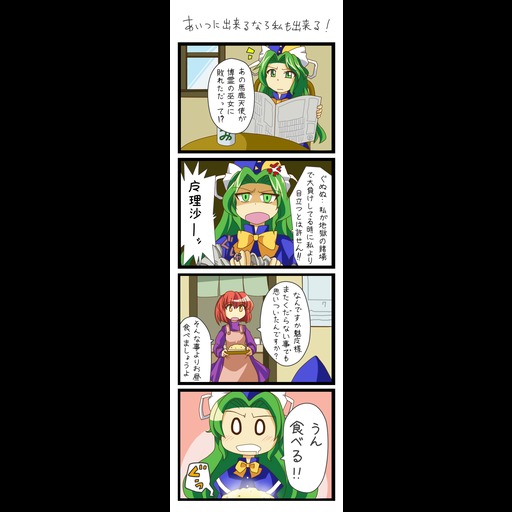 あいつに出来るなら私も出来る!
あの馬鹿天使が
博霊の巫女に
敗れただって!?
み
ぐぬぬ…私が地獄の賭場
で大負けしてる時に私より
目立つとは許せん!!
戻理沙ー!!
なんですか魅魔様
またくだらない事でも
思いついたんですか?
そんな事よりお昼
食べましょうよ
うん
食べる!!
ぐぅ